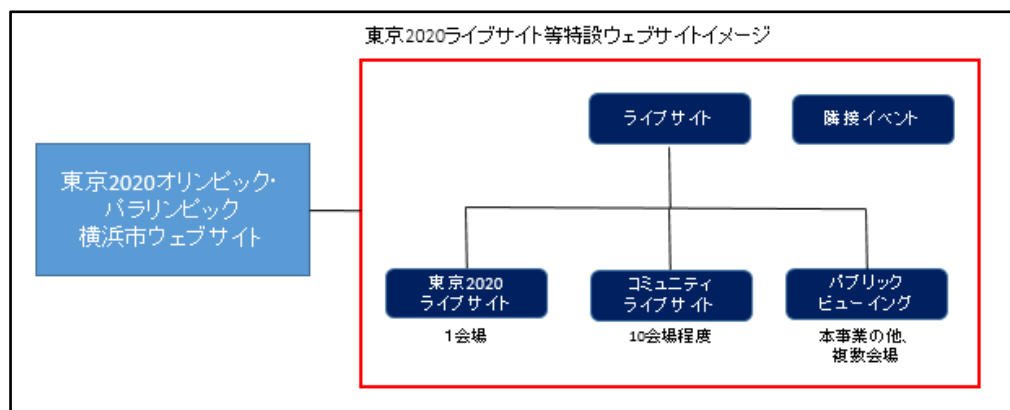 東京2020ライブサイト等特設ウェブサイトイメージ
ライブサイト
隣接イベント
東京2020オリンピック・
パラリンピック
横浜市ウェブサイト
東京2020
ライブサイト
コミュニティ
ライブサイト
パブリック
ビューイング
1会場
10会場程度
本事業の他、
複数会場